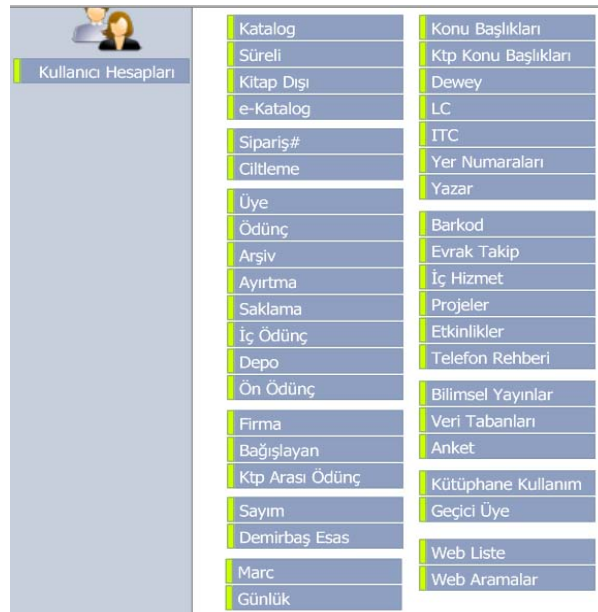 Kullanıcı Hesapları
Katalog
Süreli
Kitap Dışı
e-Katalog
Sipariş#
Ciltleme
Üye
Ödünç
Arşiv
Ayırtma
Saklama
İç Ödünç
Depo
Ön Ödünç
Firma
Bağışlayan
Ktp Arası Ödünç
Sayım
Demirbaş Esas
Marc
Günlük
Konu Başlıkları
Ktp Konu Başlıkları
Dewey
LC
ITC
Yer Numaraları
Yazar
Barkod
Evrak Takip
İç Hizmet
Projeler
Etkinlikler
Telefon Rehberi
Bilimsel Yayınlar
Veri Tabanları
Anket
Kütüphane Kullanım
Geçici Üye
Web Liste
Web Aramalar